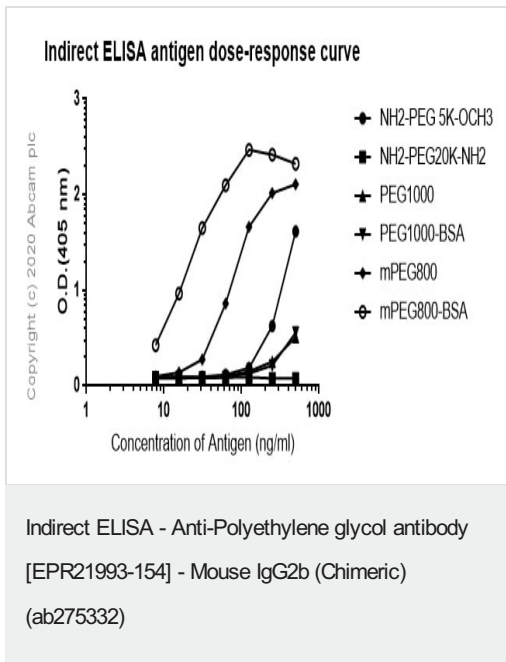 Indirect ELISA antigen dose-response curve
Copyright (c) 2020 Abcam plc
O.D.(405 nm)
3
2
1
0
1
10
100
1000
Concentration of Antigen (ng/ml)
NH2-PEG 5K-OCH3
NH2-PEG20K-NH2
PEG1000
PEG1000-BSA
mPEG800
mPEG800-BSA
Indirect ELISA - Anti-Polyethylene glycol antibody
[EPR21993-154] - Mouse IgG2b (Chimeric)
(ab275332)